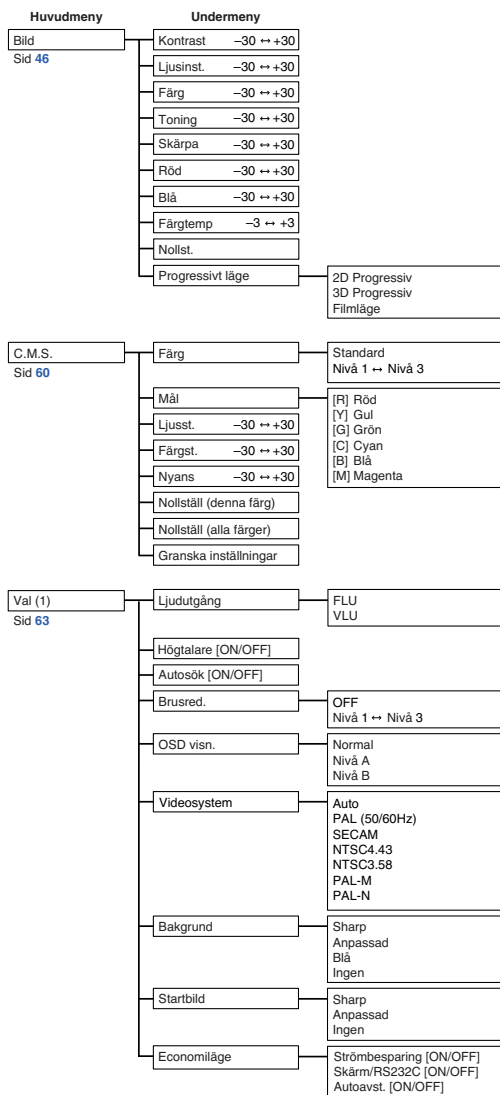 Huvudmeny Undermeny
Bild
Sid 46
Kontrast –30 ↔ +30
Ljusinst. –30 ↔ +30
Färg –30 ↔ +30
Toning –30 ↔ +30
Skärpa –30 ↔ +30
Röd –30 ↔ +30
Blå –30 ↔ +30
Färgtemp –3 ↔ +3
Nollst.
Progressivt läge
2D Progressiv
3D Progressiv
Filmläge
C.M.S.
Sid 60
Färg
Standard
Nivå 1 ↔ Nivå 3
Mål
[R] Röd
[Y] Gul
[G] Grön
[C] Cyan
[B] Blå
[M] Magenta
Ljusst. –30 ↔ +30
Färgst. –30 ↔ +30
Nyans –30 ↔ +30
Nollställ (denna färg)
Nollställ (alla färger)
Granska inställningar
Val (1)
Sid 63
Ljudutgång
FLU
VLU
Högtalare [ON/OFF]
Autosök [ON/OFF]
Brusred.
OFF
Nivå 1 ↔ Nivå 3
OSD visn.
Normal
Nivå A
Nivå B
Videosystem
Auto
PAL (50/60Hz)
SECAM
NTSC4.43
NTSC3.58
PAL-M
PAL-N
Bakgrund
Sharp
Anpassad
Blå
Ingen
Startbild
Sharp
Anpassad
Ingen
Economiläge
Strömbesparing [ON/OFF]
Skärm/RS232C [ON/OFF]
Autoavst. [ON/OFF]